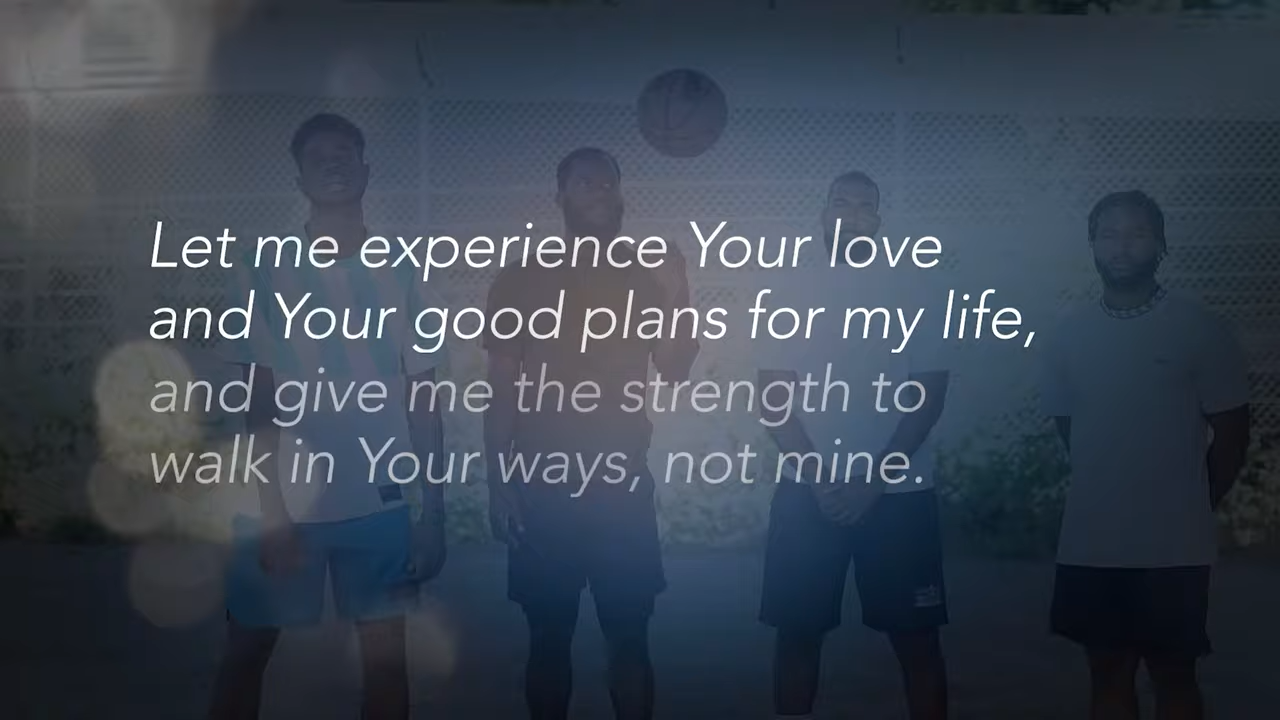 Let me experience Your love
and Your good plans for my life,
and give me the strength to
walk in Your ways, not mine.